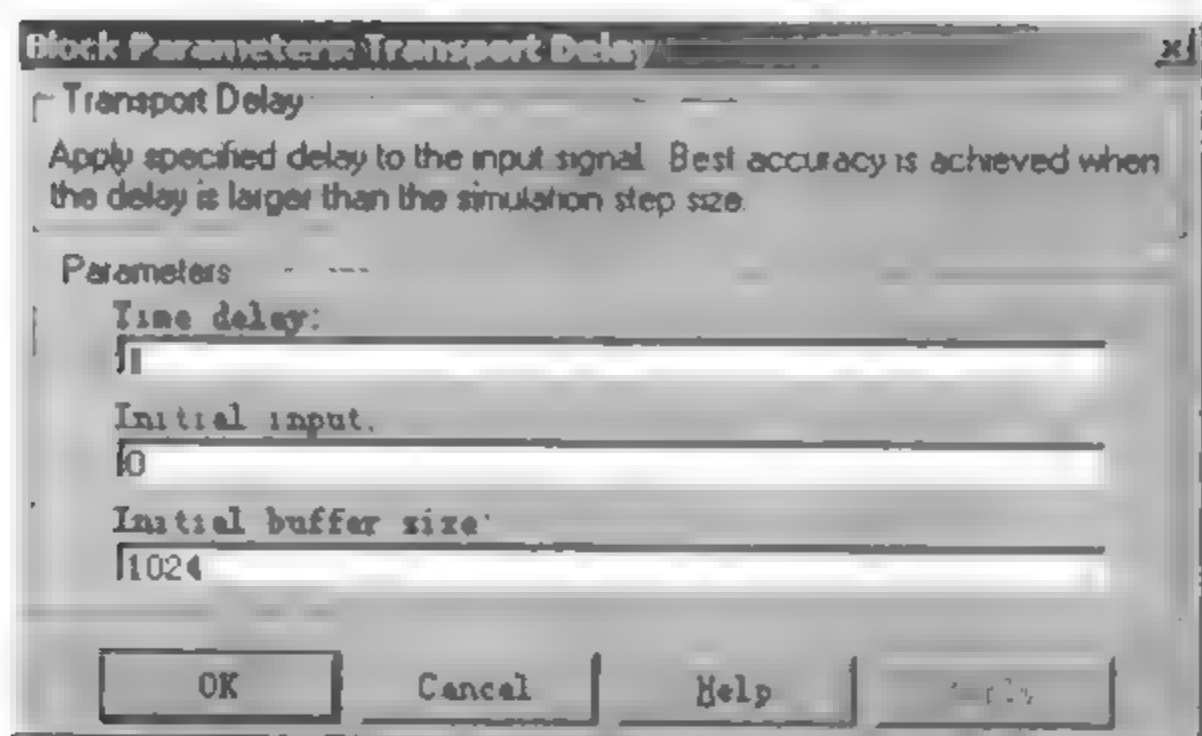 Block Parameters: Transport Delay
Transport Delay
Apply specified delay to the input signal. Best accuracy is achieved when
the delay is larger than the simulation step size.
Parameters
Time delay:
Initial input:
0
Initial buffer size:
1024
OK
Cancel
Help